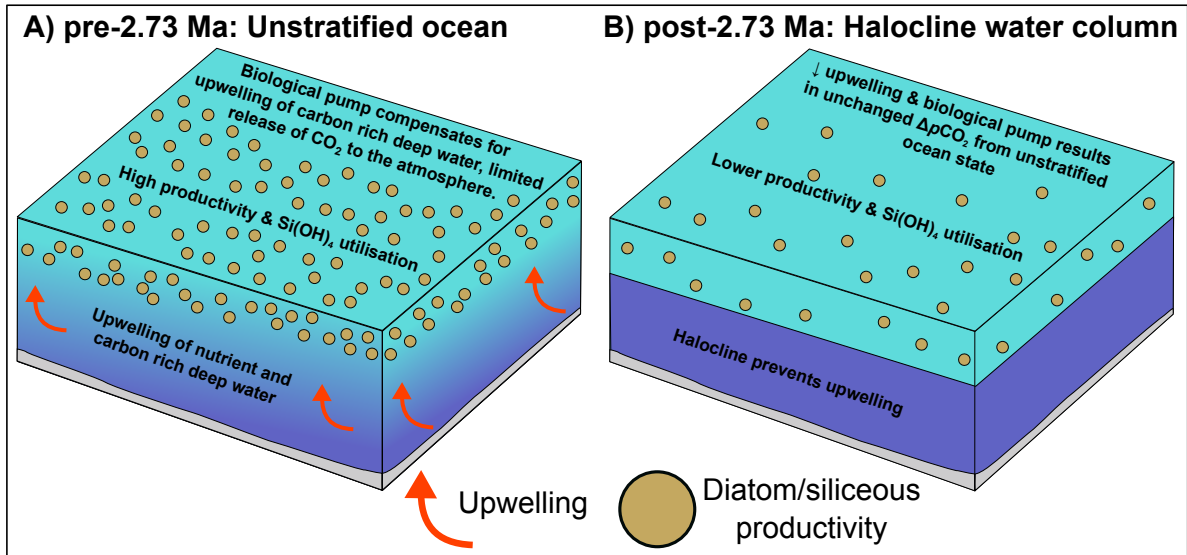 A) pre-2.73 Ma: Unstratified ocean
Biological pump compensates for
upwelling of carbon rich deep water, limited
release of CO₂ to the atmosphere.
High productivity & Si(OH)₄ utilisation
Upwelling of nutrient and
carbon rich deep water
B) post-2.73 Ma: Halocline water column
↓ upwelling & biological pump results
in unchanged ΔpCO₂ from unstratified
ocean state
Lower productivity & Si(OH)₄ utilisation
Halocline prevents upwelling
Upwelling
Diatom/siliceous
productivity